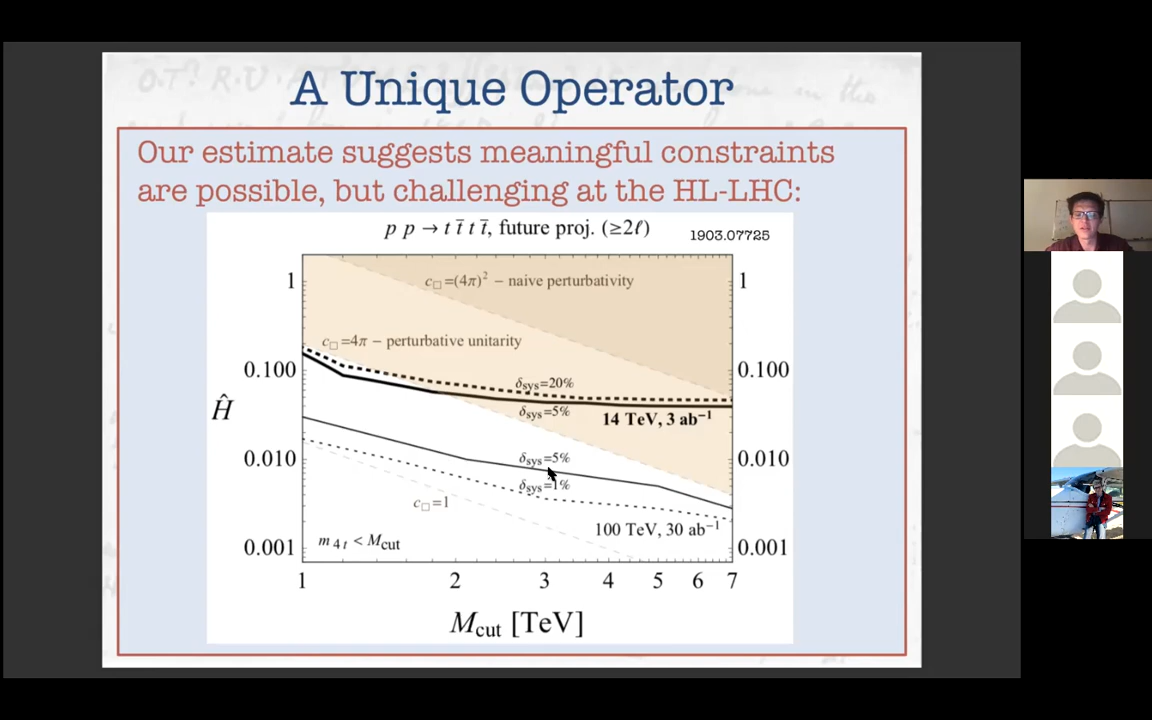 A Unique Operator
Our estimate suggests meaningful constraints
are possible, but challenging at the HL-LHC:
p p → t t̄ t t̄, future proj. (≥2ℓ)
1903.07725
c□=(4π)² − naive perturbativity
c□=4π − perturbative unitarity
δsys=20%
δsys=5%
14 TeV, 3 ab⁻¹
δsys=5%
δsys=1%
c□=1
100 TeV, 30 ab⁻¹
m4t < Mcut
Ĥ
1
0.100
0.010
0.001
1
0.100
0.010
0.001
1 2 3 4 5 6 7
Mcut [TeV]